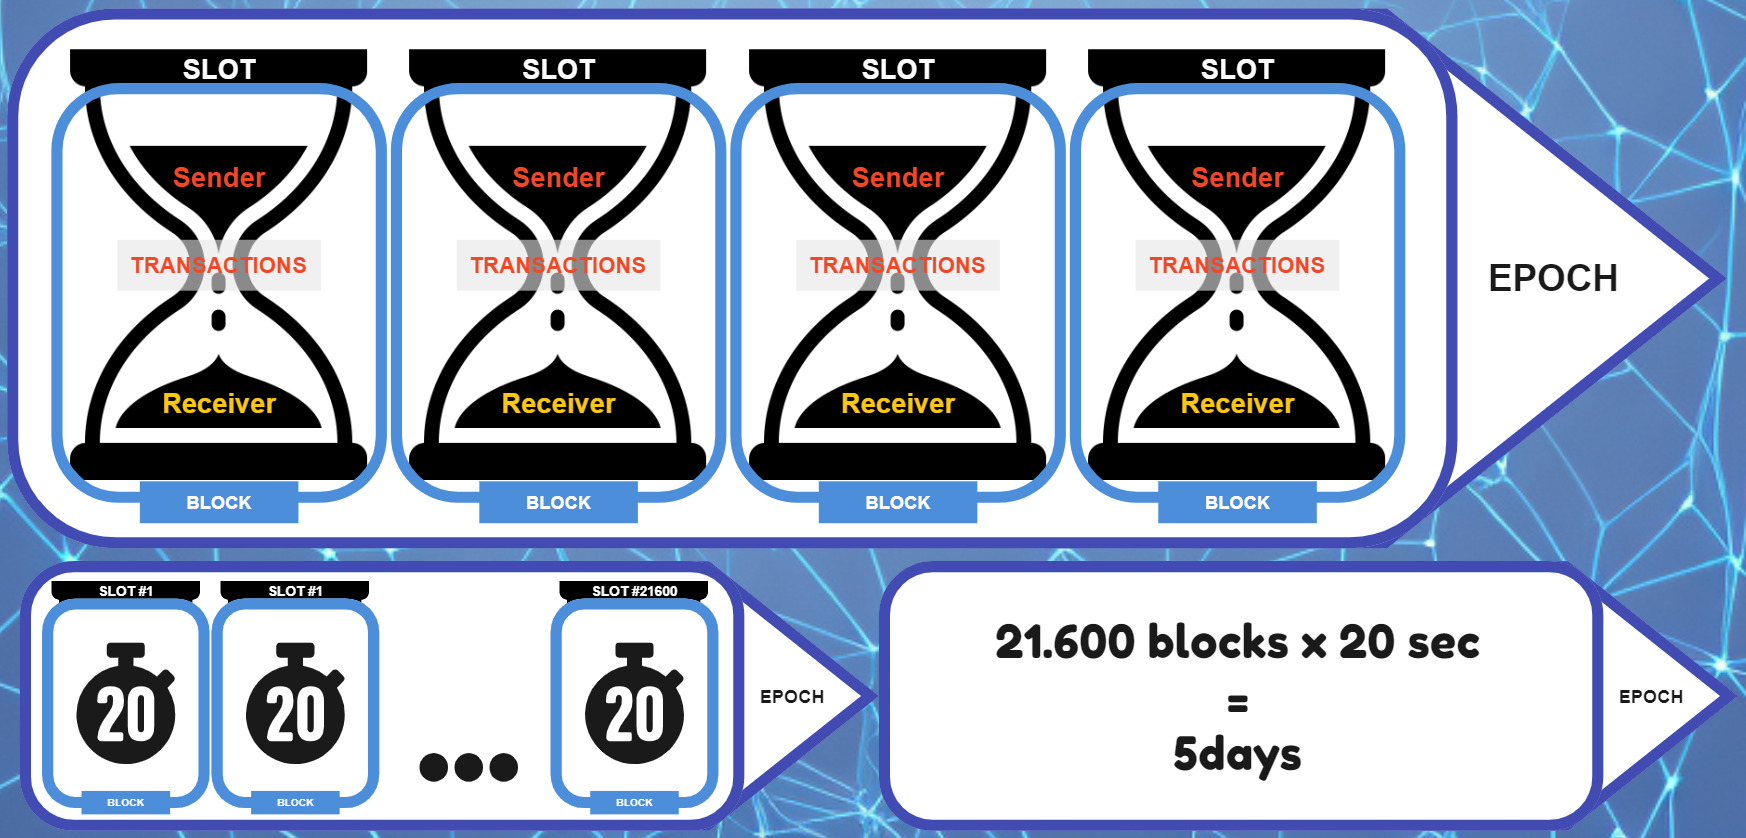 SLOT SLOT SLOT SLOT
Sender Sender Sender Sender
TRANSACTIONS TRANSACTIONS TRANSACTIONS TRANSACTIONS
EPOCH
Receiver Receiver Receiver Receiver
BLOCK BLOCK BLOCK BLOCK
SLOT #1 SLOT #1 SLOT #21600
20 20 20
EPOCH
BLOCK BLOCK BLOCK
21.600 blocks x 20 sec
=
5days
EPOCH